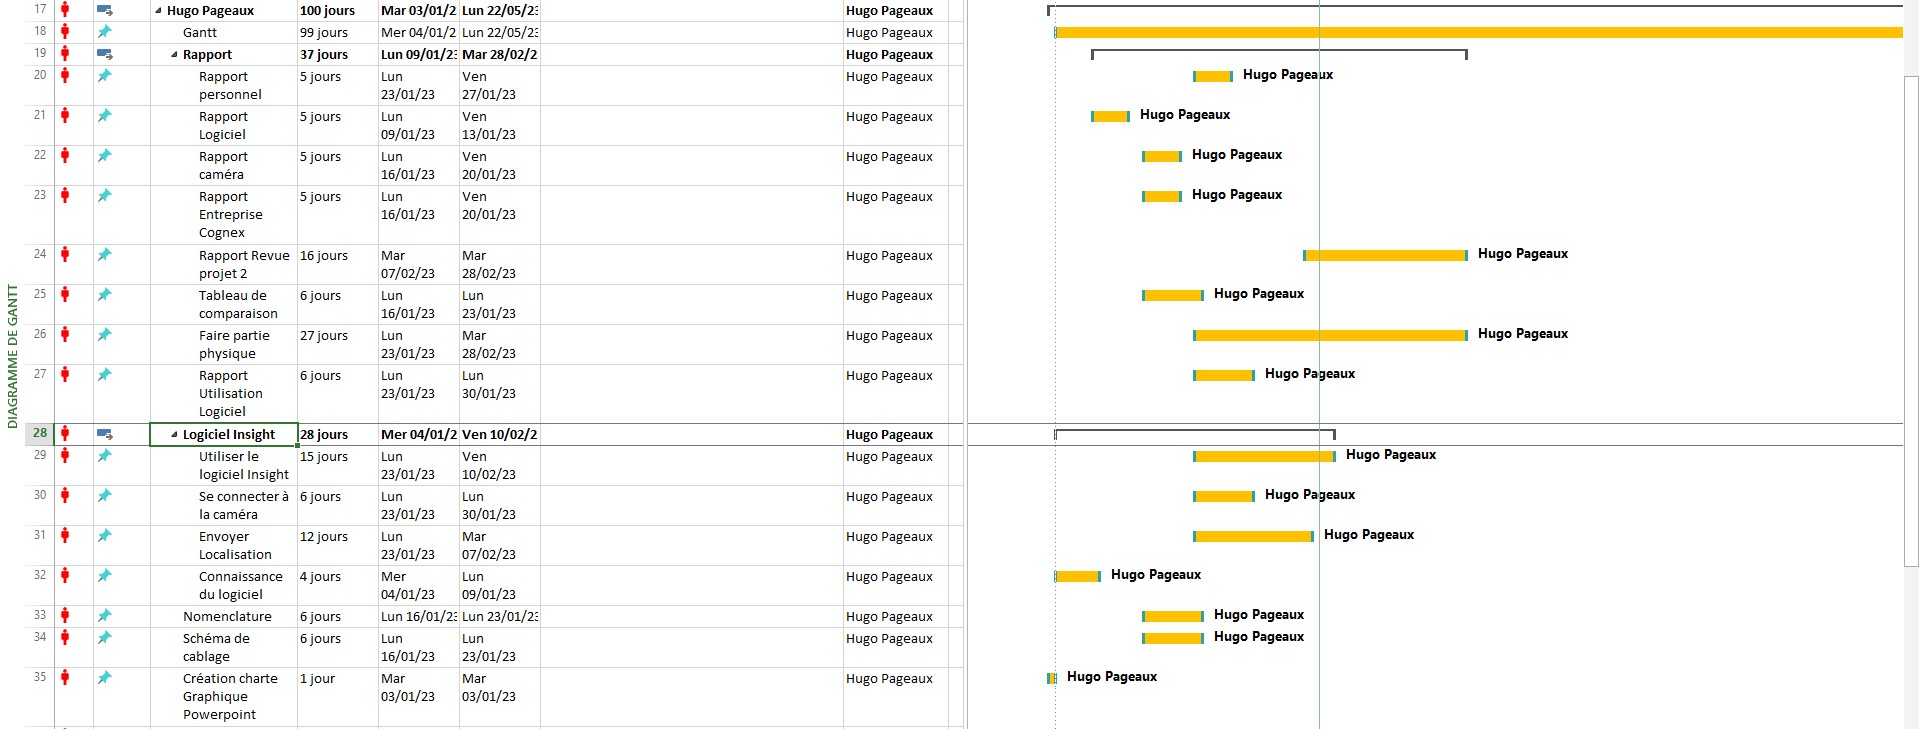 DIAGRAMME DE GANTT
17 Hugo Pageaux 100 jours Mar 03/01/2 Lun 22/05/23 Hugo Pageaux
18 Gantt 99 jours Mer 04/01/2 Lun 22/05/23 Hugo Pageaux
19 Rapport 37 jours Lun 09/01/23 Mar 28/02/2 Hugo Pageaux
20 Rapport 5 jours Lun Ven Hugo Pageaux Hugo Pageaux
personnel 23/01/23 27/01/23
21 Rapport 5 jours Lun Ven Hugo Pageaux Hugo Pageaux
Logiciel 09/01/23 13/01/23
22 Rapport 5 jours Lun Ven Hugo Pageaux Hugo Pageaux
caméra 16/01/23 20/01/23
23 Rapport 5 jours Lun Ven Hugo Pageaux Hugo Pageaux
Entreprise 16/01/23 20/01/23
Cognex
24 Rapport Revue 16 jours Mar Mar Hugo Pageaux Hugo Pageaux
projet 2 07/02/23 28/02/23
25 Tableau de 6 jours Lun Lun Hugo Pageaux Hugo Pageaux
comparaison 16/01/23 23/01/23
26 Faire partie 27 jours Lun Mar Hugo Pageaux Hugo Pageaux
physique 23/01/23 28/02/23
27 Rapport 6 jours Lun Lun Hugo Pageaux Hugo Pageaux
Utilisation 23/01/23 30/01/23
Logiciel
28 Logiciel Insight 28 jours Mer 04/01/2 Ven 10/02/2 Hugo Pageaux
29 Utiliser le 15 jours Lun Ven Hugo Pageaux Hugo Pageaux
logiciel Insight 23/01/23 10/02/23
30 Se connecter à 6 jours Lun Lun Hugo Pageaux Hugo Pageaux
la caméra 23/01/23 30/01/23
31 Envoyer 12 jours Lun Mar Hugo Pageaux Hugo Pageaux
Localisation 23/01/23 07/02/23
32 Connaissance 4 jours Mer Lun Hugo Pageaux Hugo Pageaux
du logiciel 04/01/23 09/01/23
33 Nomenclature 6 jours Lun 16/01/23 Lun 23/01/23 Hugo Pageaux Hugo Pageaux
34 Schéma de 6 jours Lun Lun Hugo Pageaux Hugo Pageaux
cablage 16/01/23 23/01/23
35 Création charte 1 jour Mar Mar Hugo Pageaux Hugo Pageaux
Graphique 03/01/23 03/01/23
Powerpoint